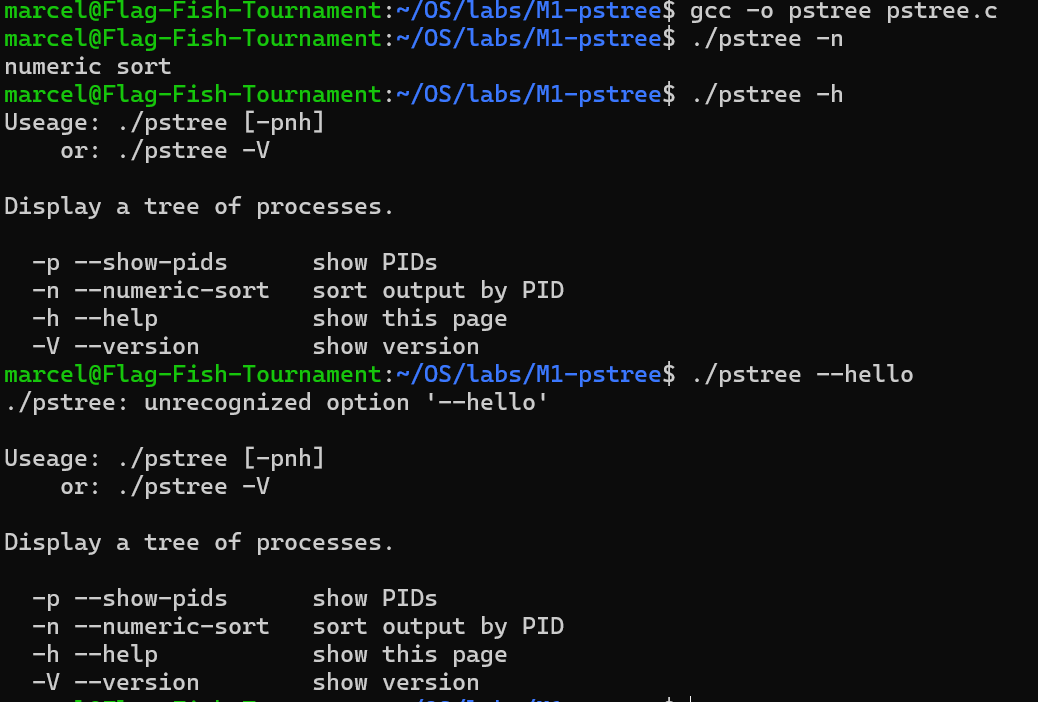 marcel@Flag-Fish-Tournament:~/OS/labs/M1-pstree$ gcc -o pstree pstree.c
marcel@Flag-Fish-Tournament:~/OS/labs/M1-pstree$ ./pstree -n
numeric sort
marcel@Flag-Fish-Tournament:~/OS/labs/M1-pstree$ ./pstree -h
Useage: ./pstree [-pnh]
    or: ./pstree -V

Display a tree of processes.

  -p --show-pids      show PIDs
  -n --numeric-sort   sort output by PID
  -h --help           show this page
  -V --version        show version
marcel@Flag-Fish-Tournament:~/OS/labs/M1-pstree$ ./pstree --hello
./pstree: unrecognized option '--hello'

Useage: ./pstree [-pnh]
    or: ./pstree -V

Display a tree of processes.

  -p --show-pids      show PIDs
  -n --numeric-sort   sort output by PID
  -h --help           show this page
  -V --version        show version